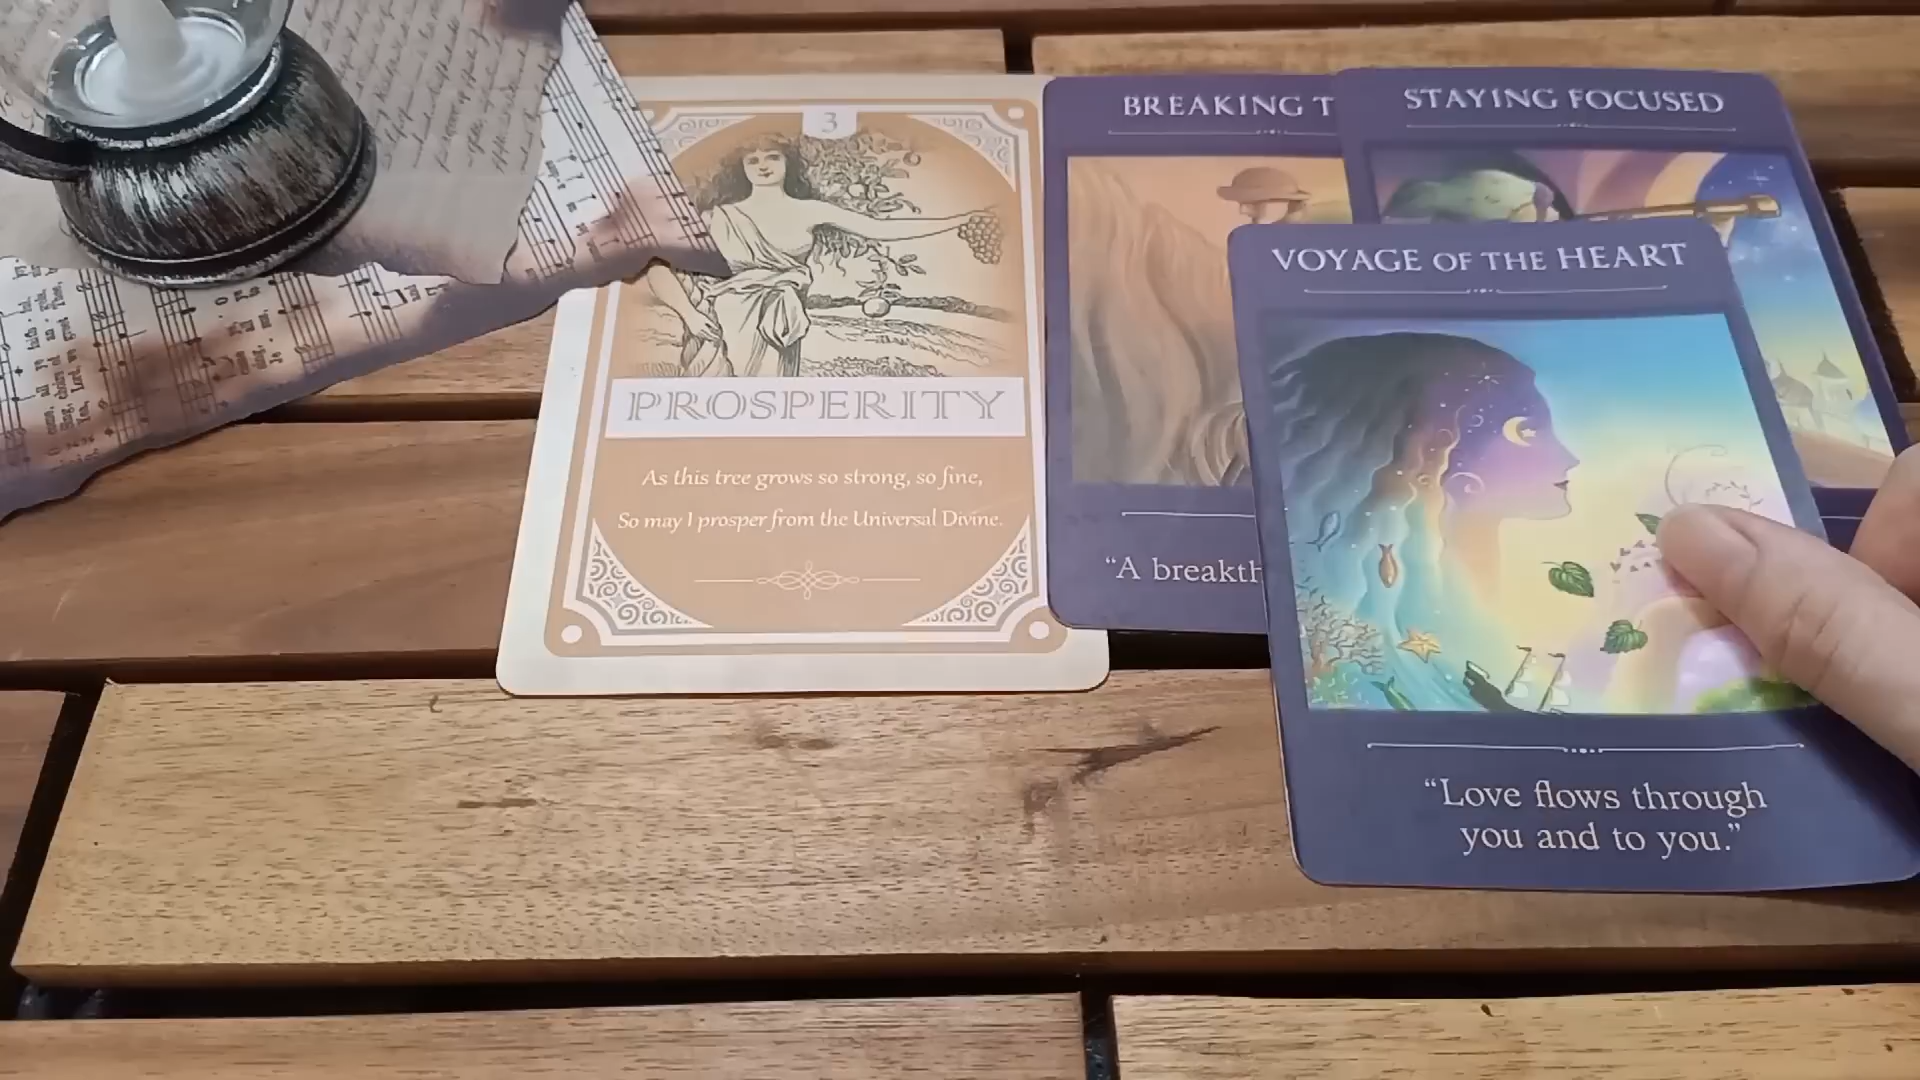 3
PROSPERITY
As this tree grows so strong, so fine,
So may I prosper from the Universal Divine.
BREAKING T
"A breakth
STAYING FOCUSED
VOYAGE OF THE HEART
"Love flows through
you and to you."